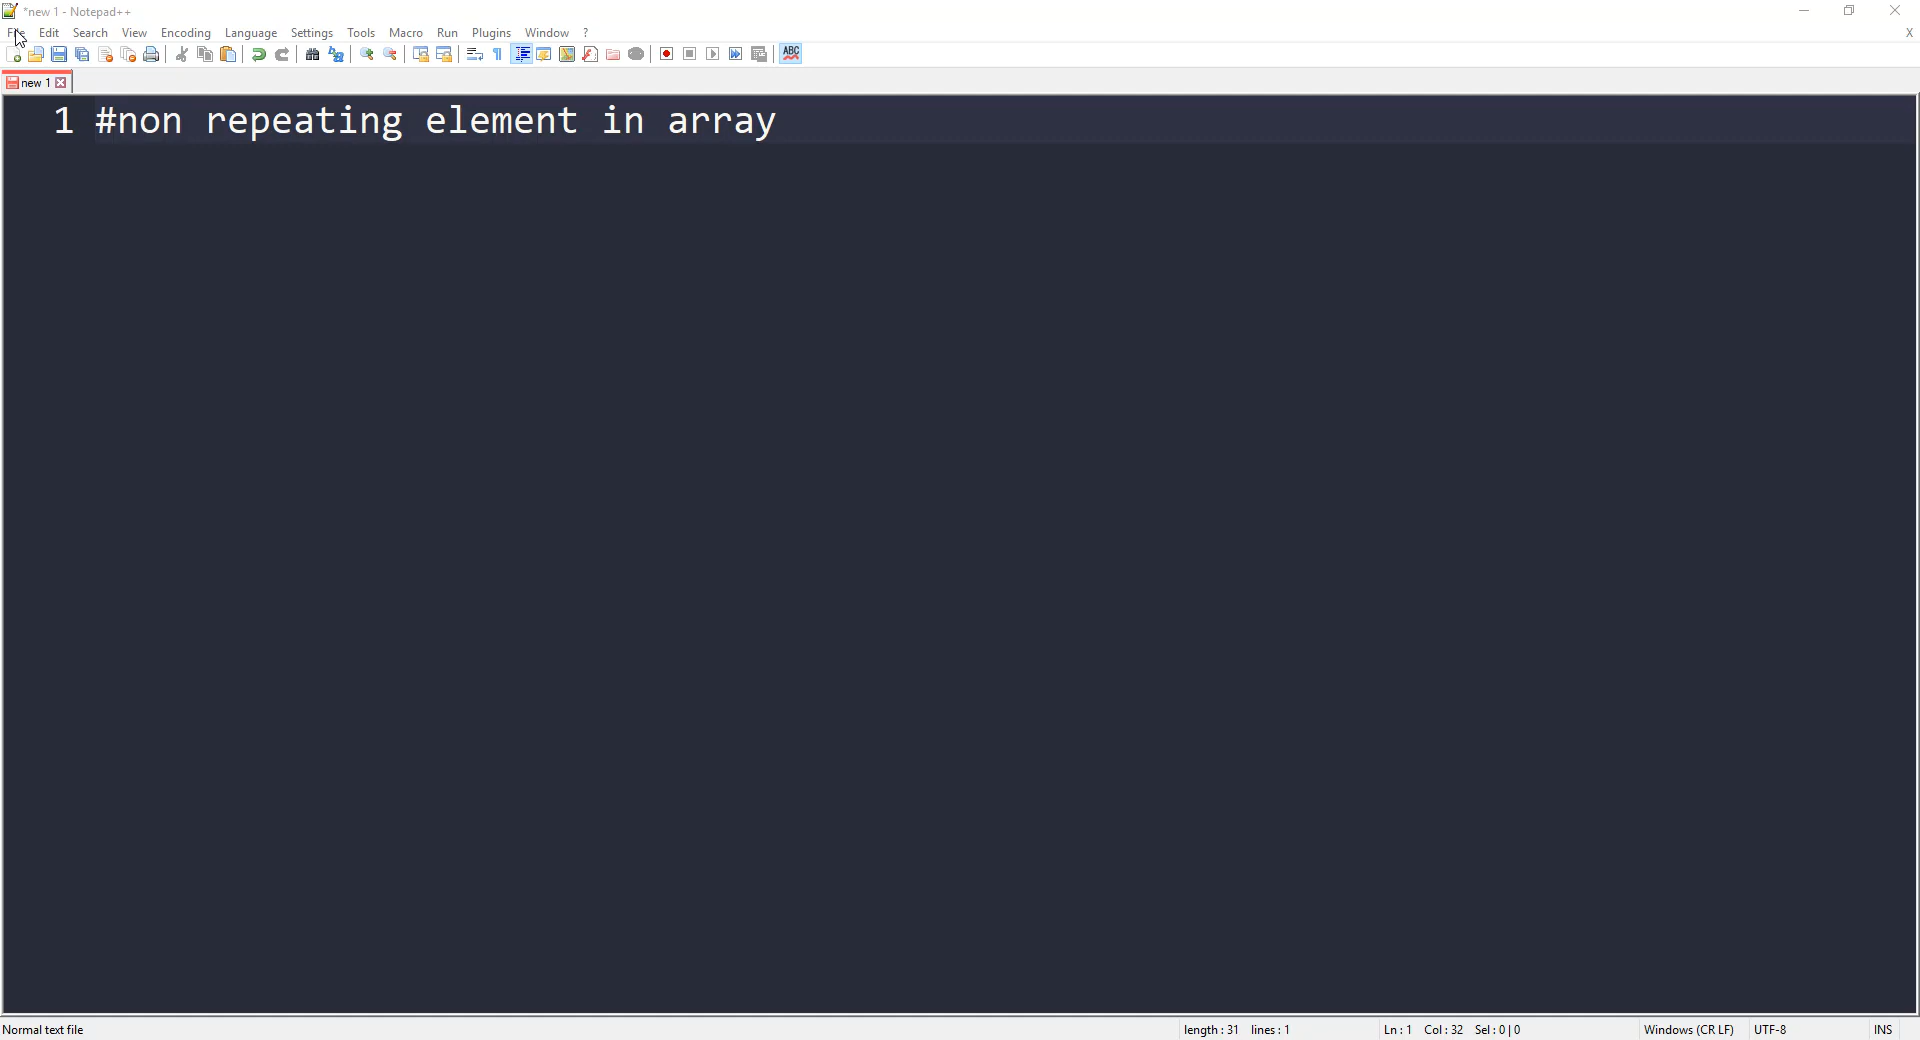 *new 1 - Notepad++
File Edit Search View Encoding Language Settings Tools Macro Run Plugins Window ? X
ABC
new 1
1 #non repeating element in array
Normal text file length : 31 lines : 1 Ln : 1 Col : 32 Sel : 0 | 0 Windows (CR LF) UTF-8 INS